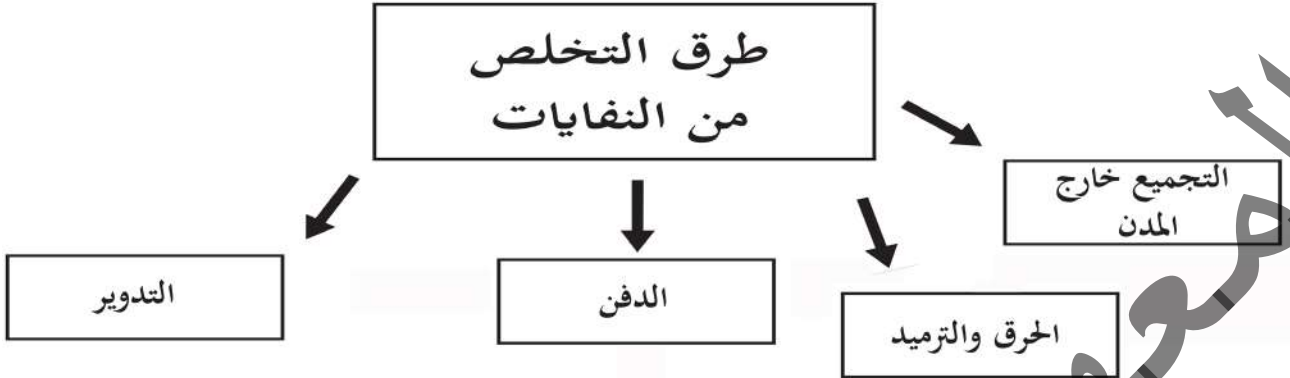 طرق التخلص
من النفايات
التجميع خارج
المدن
الحرق والترميد
الدفن
التدوير